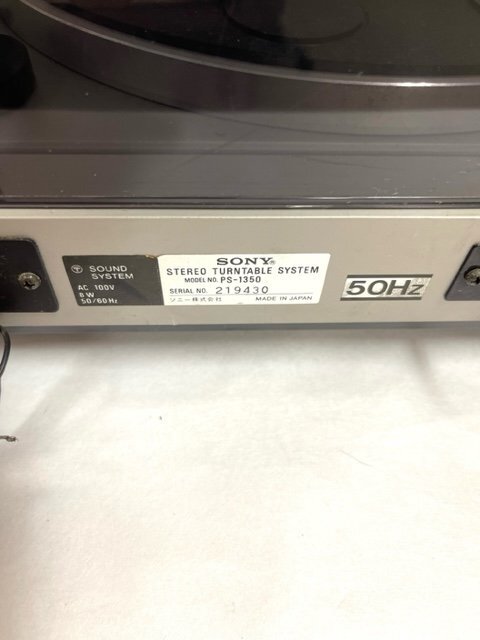 SOUND
SYSTEM
AC 100V
8W
50/60Hz
SONY®
STEREO TURNTABLE SYSTEM
MODEL NO. PS-1350
SERIAL NO. 219430
ソニー株式会社 MADE IN JAPAN
50Hz